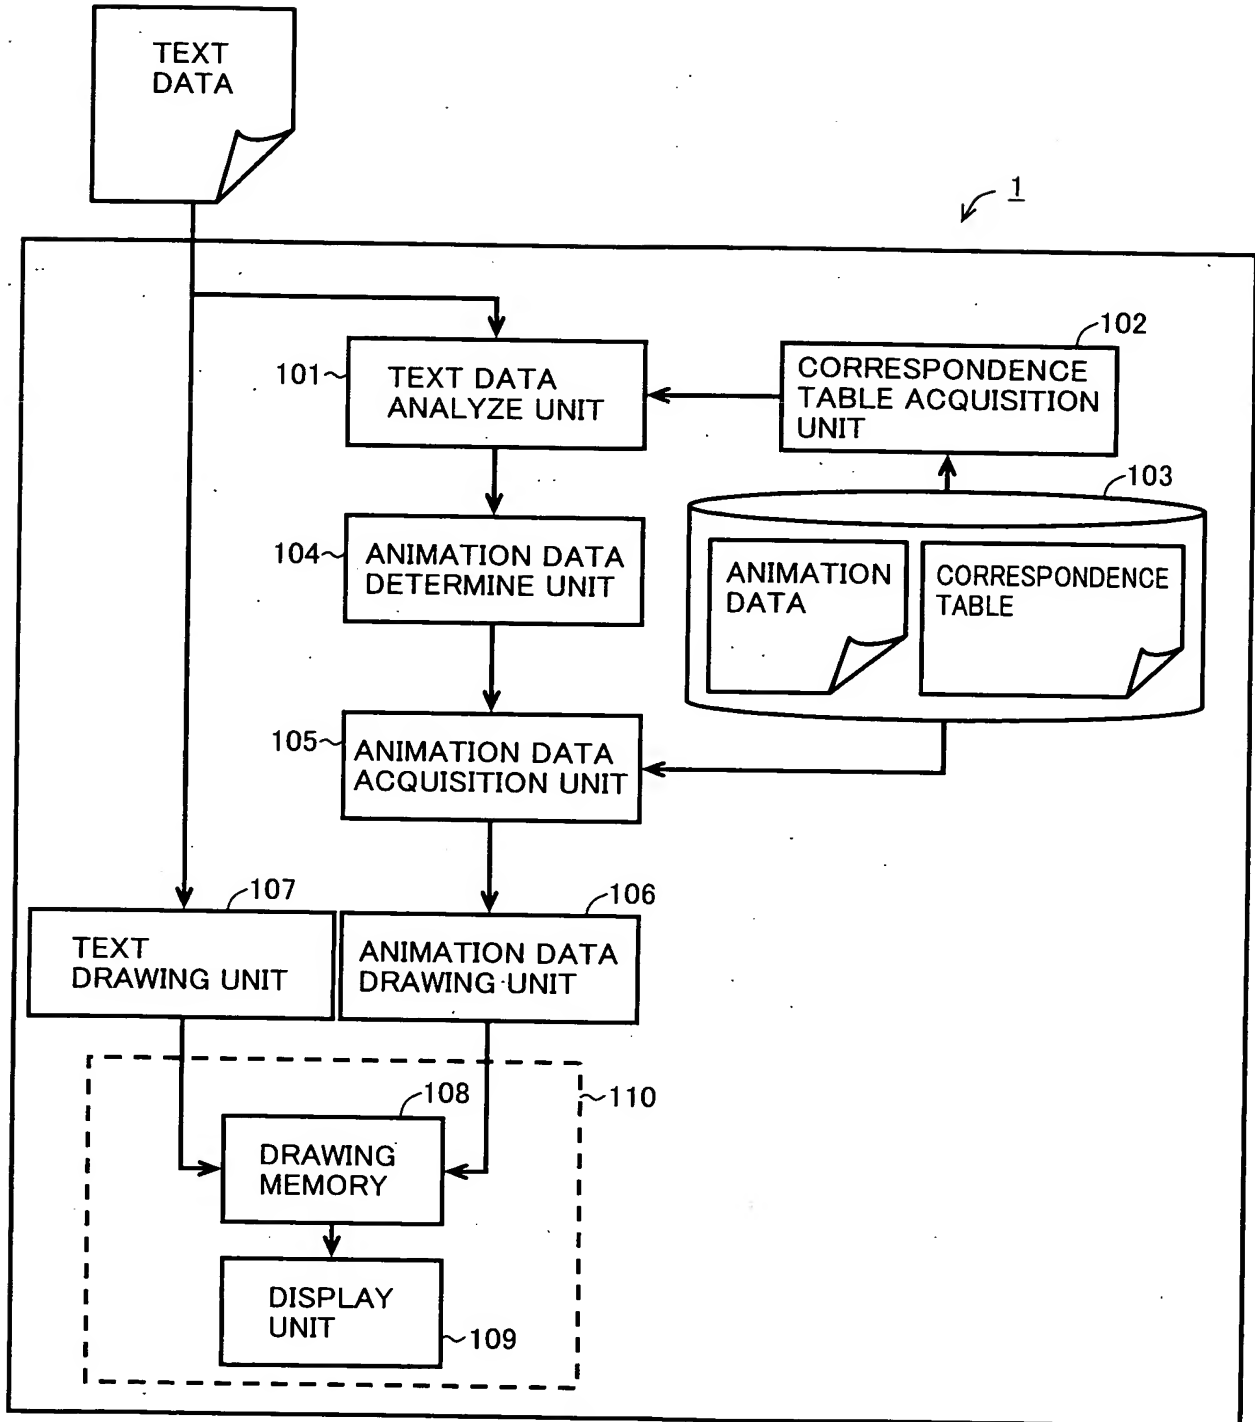 TEXT
DATA
1
101
TEXT DATA
ANALYZE UNIT
102
CORRESPONDENCE
TABLE ACQUISITION
UNIT
103
ANIMATION
DATA
CORRESPONDENCE
TABLE
104
ANIMATION DATA
DETERMINE UNIT
105
ANIMATION DATA
ACQUISITION UNIT
107
TEXT
DRAWING UNIT
106
ANIMATION DATA
DRAWING UNIT
110
108
DRAWING
MEMORY
DISPLAY
UNIT
109